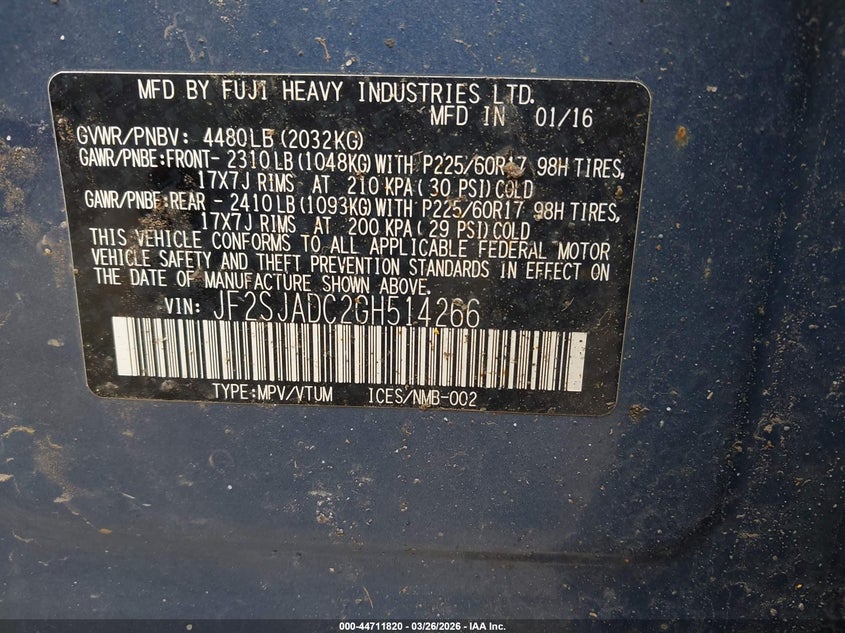 MFD BY FUJI HEAVY INDUSTRIES LTD.
MFD IN 01/16
GVWR/PNBV: 4480LB (2032KG)
GAWR/PNBE:FRONT- 2310LB (1048KG) WITH P225/60R17 98H TIRES,
17X7J RIMS AT 210 KPA ( 30 PSI) COLD
GAWR/PNBE:REAR - 2410LB (1093KG) WITH P225/60R17 98H TIRES,
17X7J RIMS AT 200 KPA ( 29 PSI) COLD
THIS VEHICLE CONFORMS TO ALL APPLICABLE FEDERAL MOTOR
VEHICLE SAFETY AND THEFT PREVENTION STANDARDS IN EFFECT ON
THE DATE OF MANUFACTURE SHOWN ABOVE.
VIN: JF2SJADC2GH514266
TYPE:MPV/VTUM ICES/NMB-002
000-44711820 - 03/26/2026 - IAA Inc.